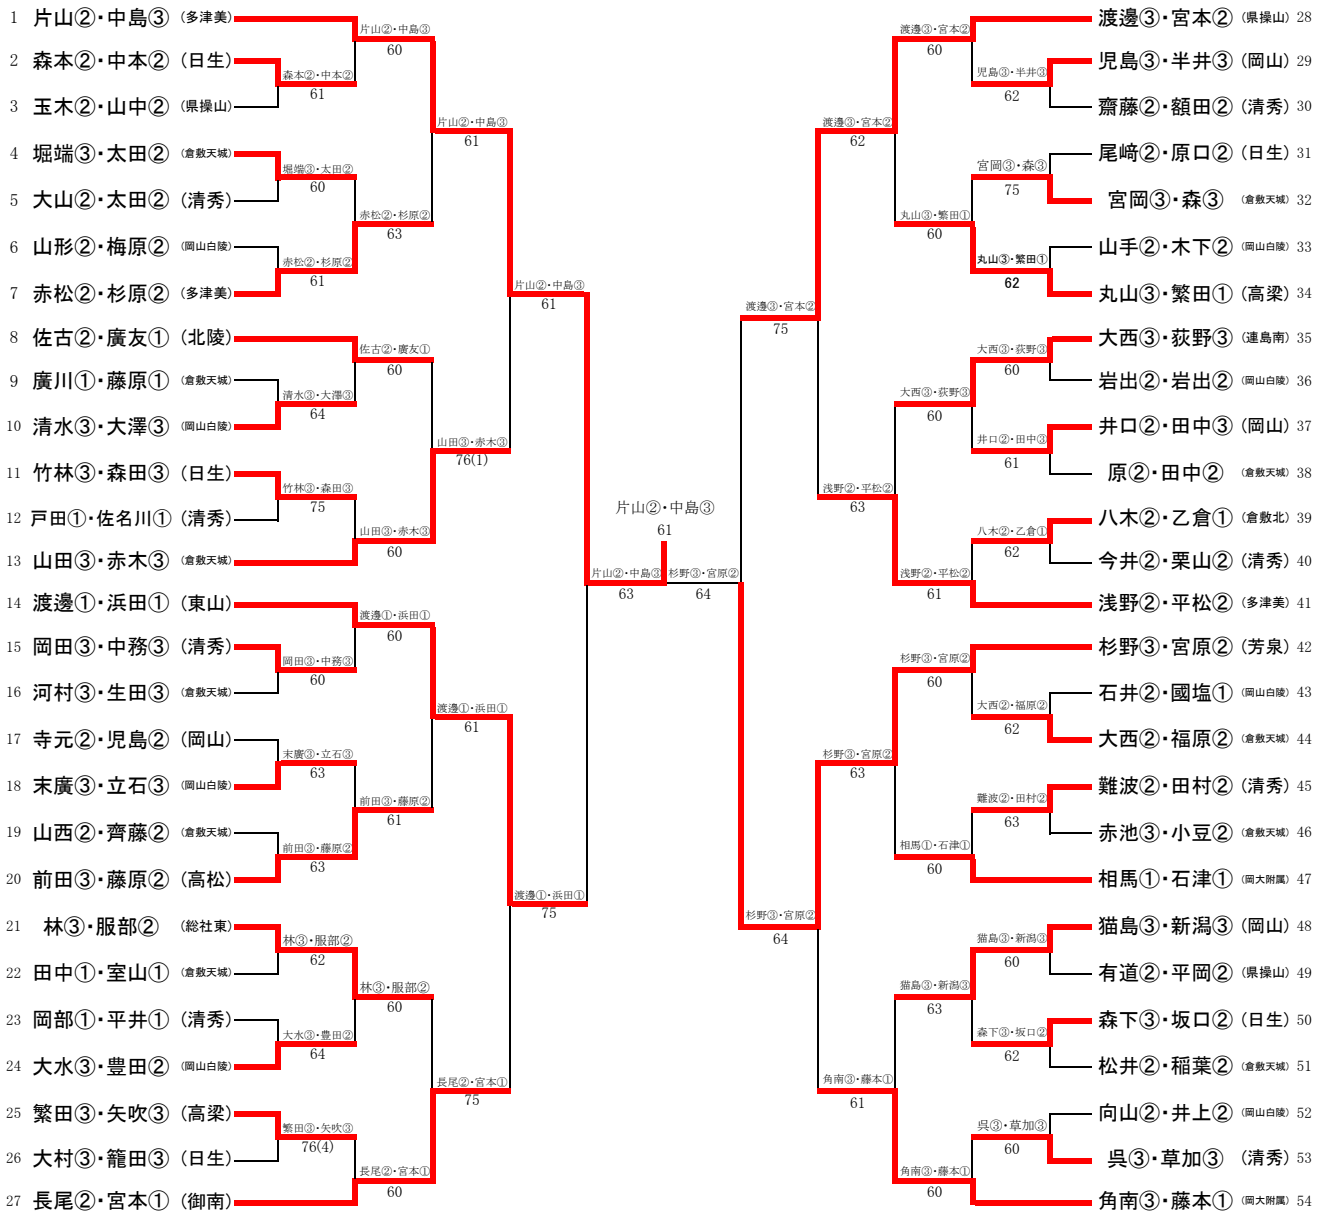 1 片山②・中島③ (多津美)
2 森本②・中本② (日生)
3 玉木②・山中② (県操山)
4 堀端③・太田② (倉敷天城)
5 大山②・太田② (清秀)
6 山形②・梅原② (岡山白陵)
7 赤松②・杉原② (多津美)
8 佐古②・廣友① (北陵)
9 廣川①・藤原① (倉敷天城)
10 清水③・大澤③ (岡山白陵)
11 竹林③・森田③ (日生)
12 戸田①・佐名川① (清秀)
13 山田③・赤木③ (倉敷天城)
14 渡邊①・浜田① (東山)
15 岡田③・中務③ (清秀)
16 河村③・生田③ (倉敷天城)
17 寺元②・児島② (岡山)
18 末廣③・立石③ (岡山白陵)
19 山西②・齊藤② (倉敷天城)
20 前田③・藤原② (高松)
21 林③・服部② (総社東)
22 田中①・室山① (倉敷天城)
23 岡部①・平井① (清秀)
24 大水③・豊田② (岡山白陵)
25 繁田③・矢吹③ (高梁)
26 大村③・籠田③ (日生)
27 長尾②・宮本① (御南)
森本②・中本②
61
堀端③・太田②
60
赤松②・杉原②
61
清水③・大澤③
64
竹林③・森田③
75
岡田③・中務③
60
末廣③・立石③
63
前田③・藤原②
63
林③・服部②
62
大水③・豊田②
64
繁田③・矢吹③
76(4)
片山②・中島③
60
赤松②・杉原②
63
佐古②・廣友①
60
山田③・赤木③
60
渡邊①・浜田①
60
前田③・藤原②
61
林③・服部②
60
長尾②・宮本①
60
片山②・中島③
61
山田③・赤木③
76(1)
渡邊①・浜田①
61
長尾②・宮本①
75
片山②・中島③
61
渡邊①・浜田①
75
片山②・中島③
63
片山②・中島③
61
杉野③・宮原②
64
渡邊③・宮本②
75
杉野③・宮原②
64
渡邊③・宮本②
62
浅野②・平松②
63
杉野③・宮原②
63
角南③・藤本①
61
渡邊③・宮本②
60
丸山③・繁田①
60
大西③・荻野③
60
浅野②・平松②
61
杉野③・宮原②
60
相馬①・石津①
60
猫島③・新潟③
63
角南③・藤本①
60
児島③・半井③
62
宮岡③・森③
75
丸山③・繁田①
62
大西③・荻野③
60
井口②・田中③
61
八木②・乙倉①
62
大西②・福原②
62
難波②・田村②
63
猫島③・新潟③
60
森下③・坂口②
62
呉③・草加③
60
渡邊③・宮本② (県操山) 28
児島③・半井③ (岡山) 29
齋藤②・額田② (清秀) 30
尾﨑②・原口② (日生) 31
宮岡③・森③ (倉敷天城) 32
山手②・木下② (岡山白陵) 33
丸山③・繁田① (高梁) 34
大西③・荻野③ (連島南) 35
岩出②・岩出② (岡山白陵) 36
井口②・田中③ (岡山) 37
原②・田中② (倉敷天城) 38
八木②・乙倉① (倉敷北) 39
今井②・栗山② (清秀) 40
浅野②・平松② (多津美) 41
杉野③・宮原② (芳泉) 42
石井②・國塩① (岡山白陵) 43
大西②・福原② (倉敷天城) 44
難波②・田村② (清秀) 45
赤池③・小豆② (倉敷天城) 46
相馬①・石津① (岡大附属) 47
猫島③・新潟③ (岡山) 48
有道②・平岡② (県操山) 49
森下③・坂口② (日生) 50
松井②・稲葉② (倉敷天城) 51
向山②・井上② (岡山白陵) 52
呉③・草加③ (清秀) 53
角南③・藤本① (岡大附属) 54